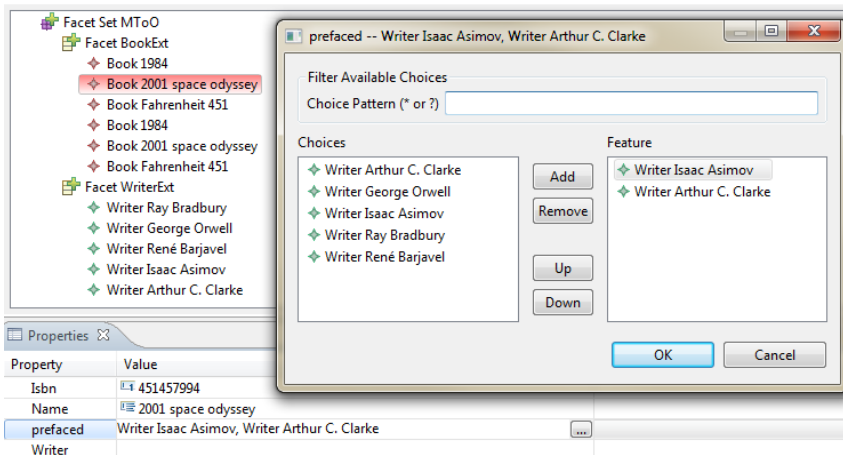 Facet Set MToO
Facet BookExt
Book 1984
Book 2001 space odyssey
Book Fahrenheit 451
Book 1984
Book 2001 space odyssey
Book Fahrenheit 451
Facet WriterExt
Writer Ray Bradbury
Writer George Orwell
Writer René Barjavel
Writer Isaac Asimov
Writer Arthur C. Clarke
prefaced -- Writer Isaac Asimov, Writer Arthur C. Clarke
Filter Available Choices
Choice Pattern (* or ?)
Choices
Writer Arthur C. Clarke
Writer George Orwell
Writer Isaac Asimov
Writer Ray Bradbury
Writer René Barjavel
Add
Remove
Up
Down
Feature
Writer Isaac Asimov
Writer Arthur C. Clarke
OK Cancel
Properties
Property Value
Isbn 451457994
Name 2001 space odyssey
prefaced Writer Isaac Asimov, Writer Arthur C. Clarke ...
Writer